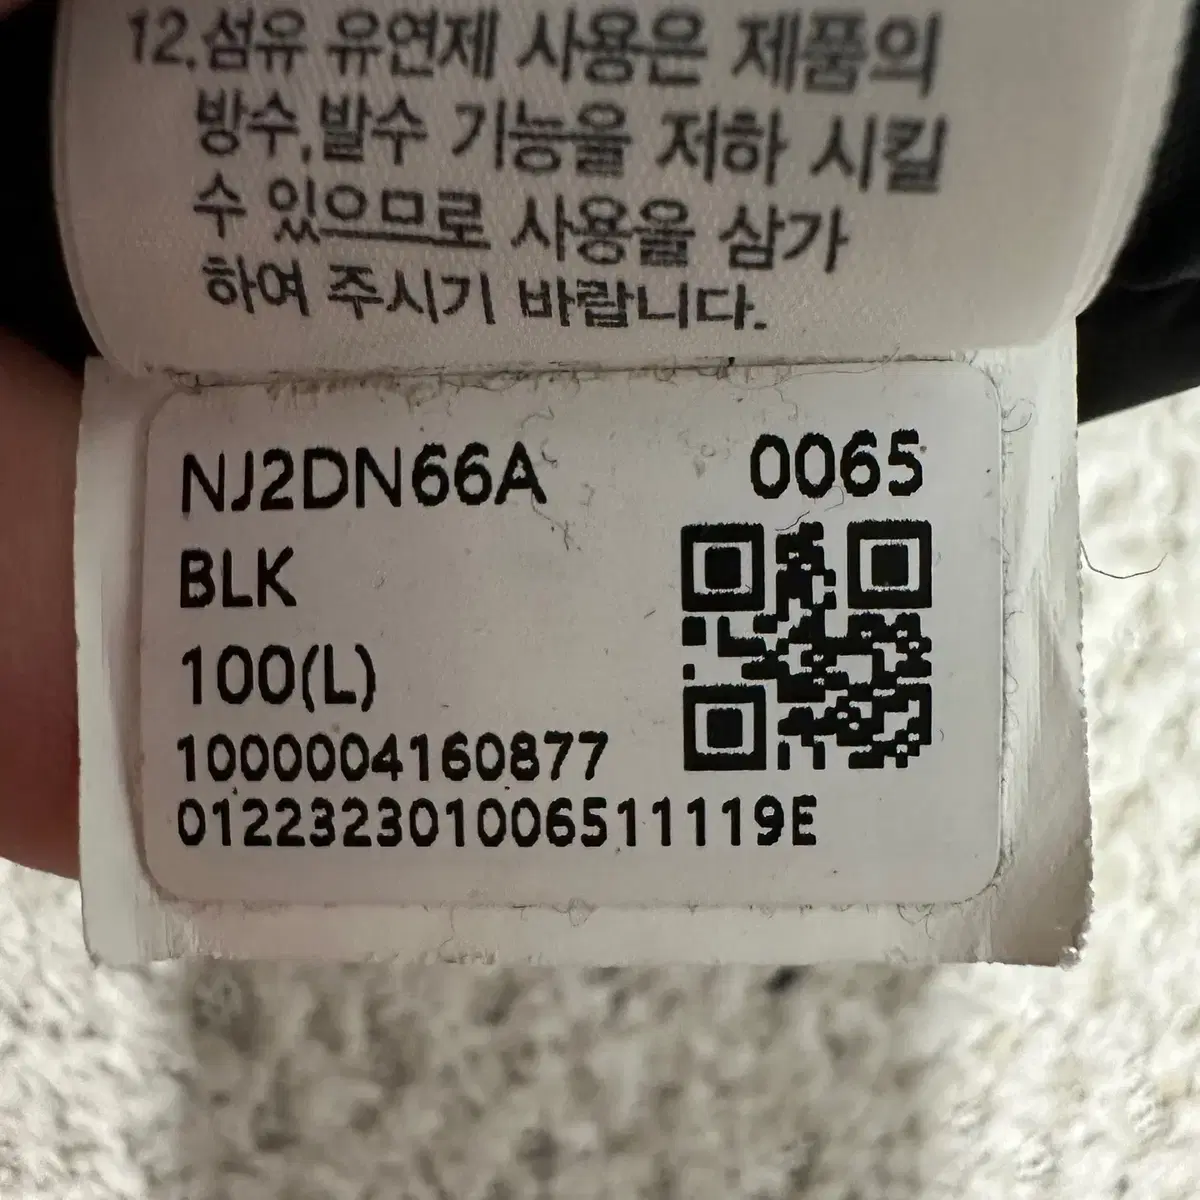 12.섬유 유연제 사용은 제품의
방수,발수 기능을 저하 시킬
수 있으므로 사용을 삼가
하여 주시기 바랍니다.
NJ2DN66A 0065
BLK
100(L)
1000004160877
012232301006511119E